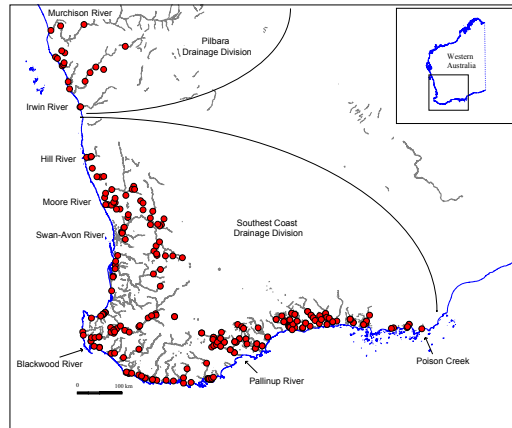 Murchison River
Pilbara
Drainage Division
Western
Australia
Irwin River
Hill River
Moore River
Swan-Avon River
Southest Coast
Drainage Division
Blackwood River
Pallinup River
Poison Creek
0 100 km